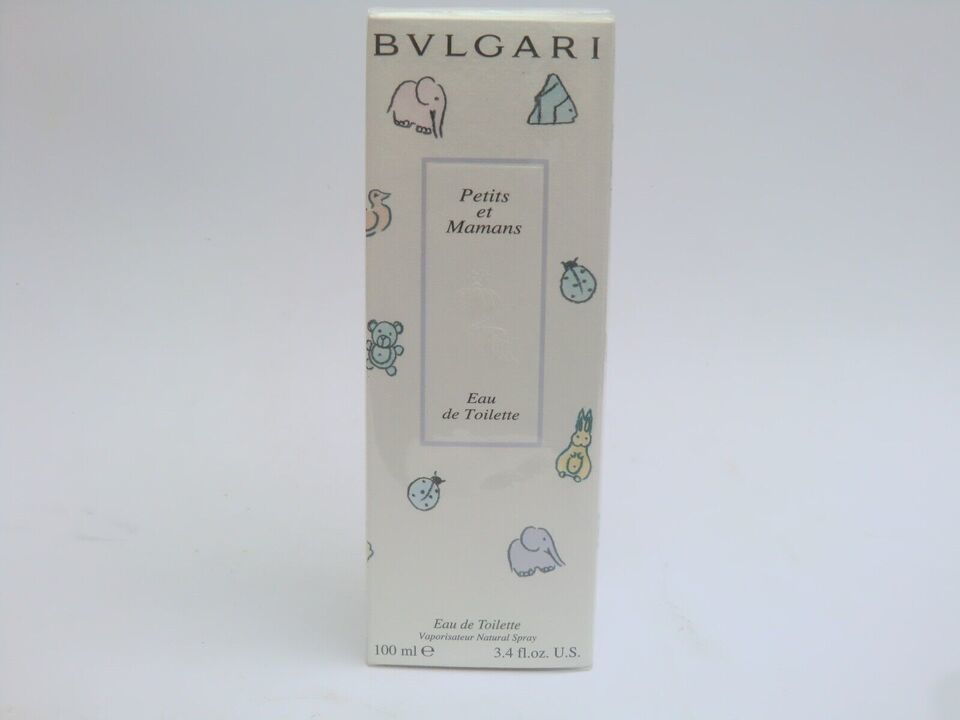 BVLGARI
Petits
et
Mamans
Eau
de Toilette
Eau de Toilette
Vaporisateur Natural Spray
100 ml ℮ 3.4 fl.oz. U.S.